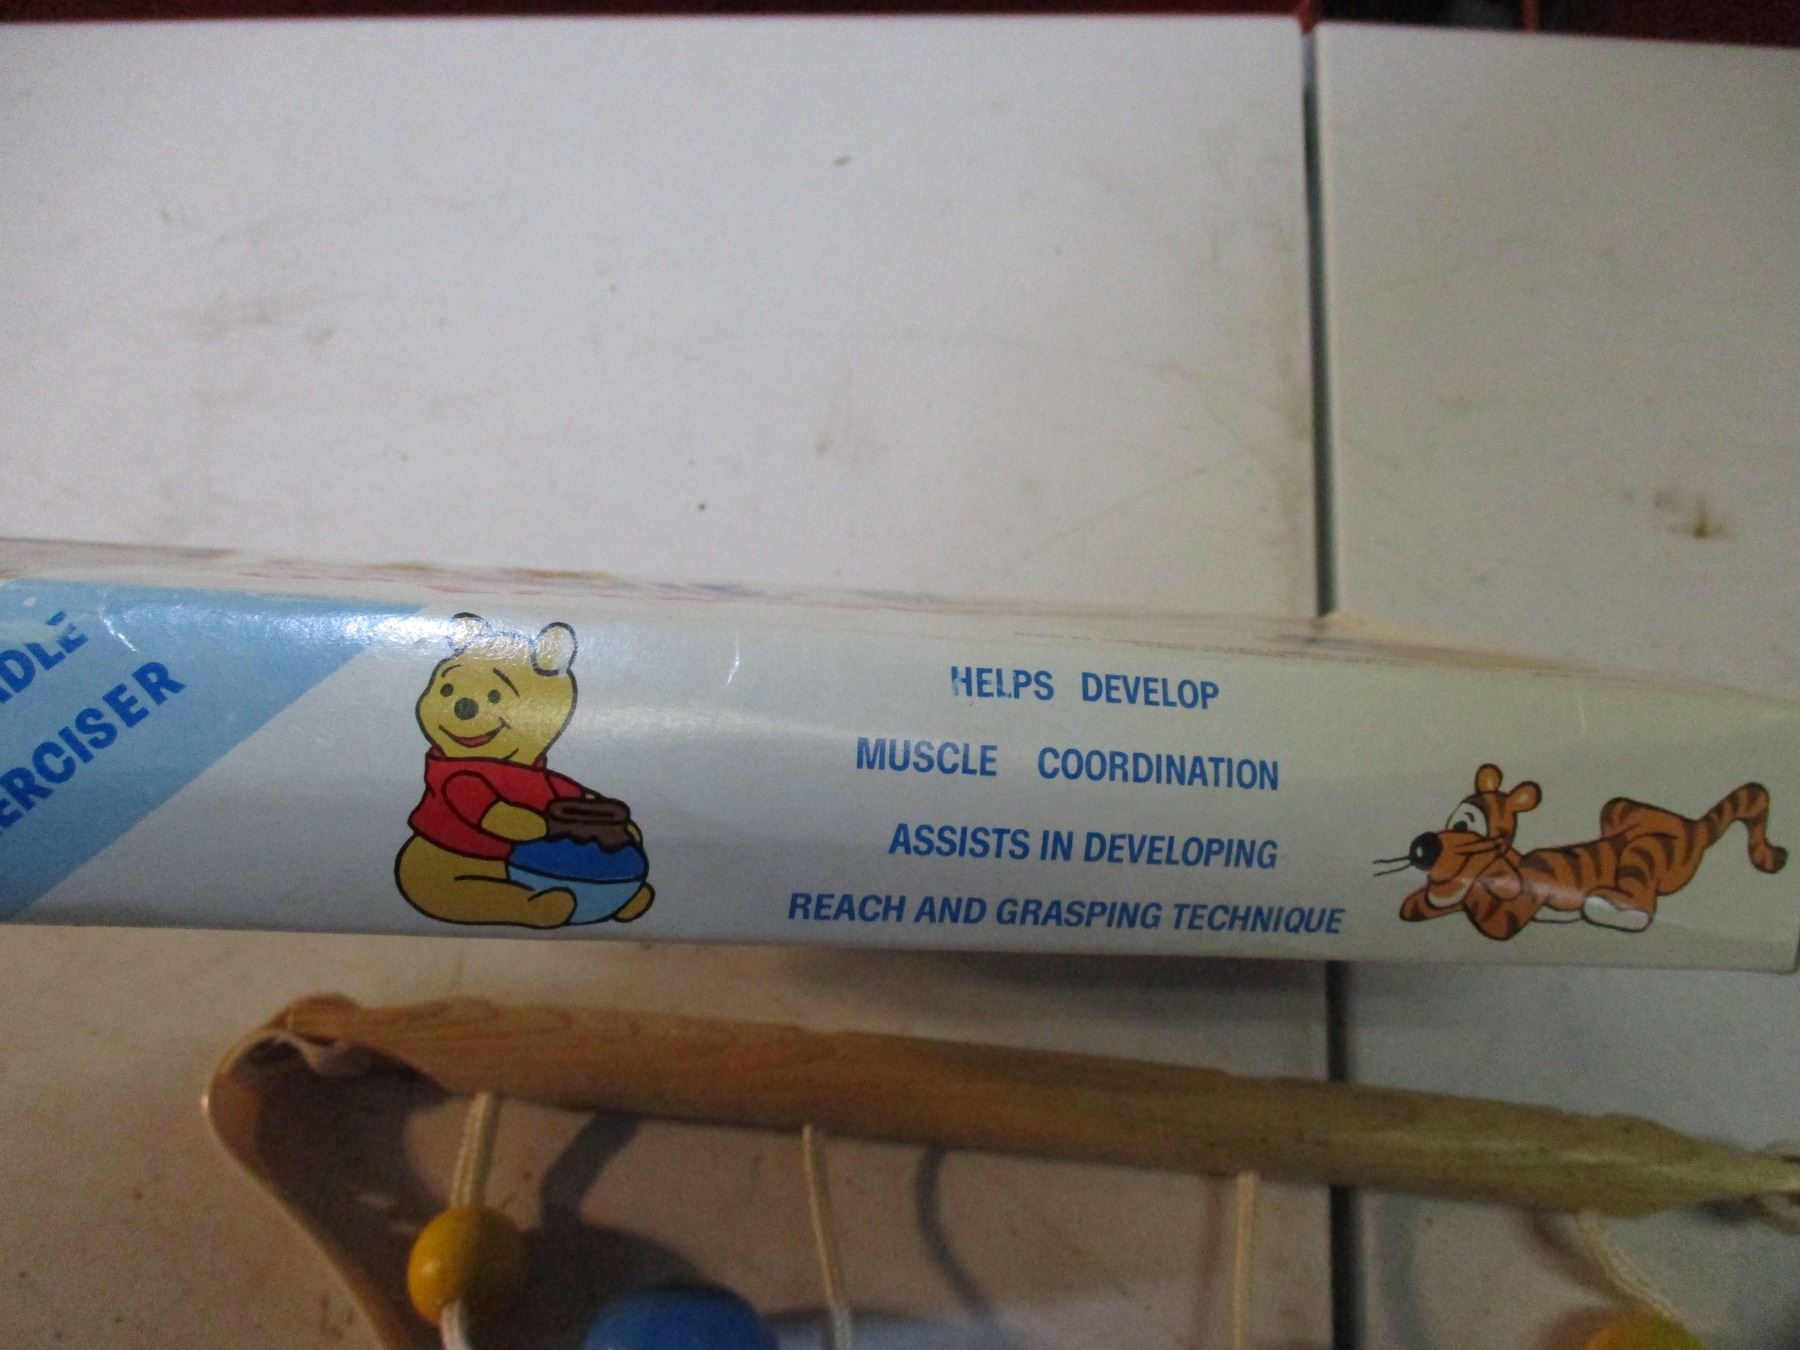 HELPS DEVELOP
MUSCLE COORDINATION
ASSISTS IN DEVELOPING
REACH AND GRASPING TECHNIQUE